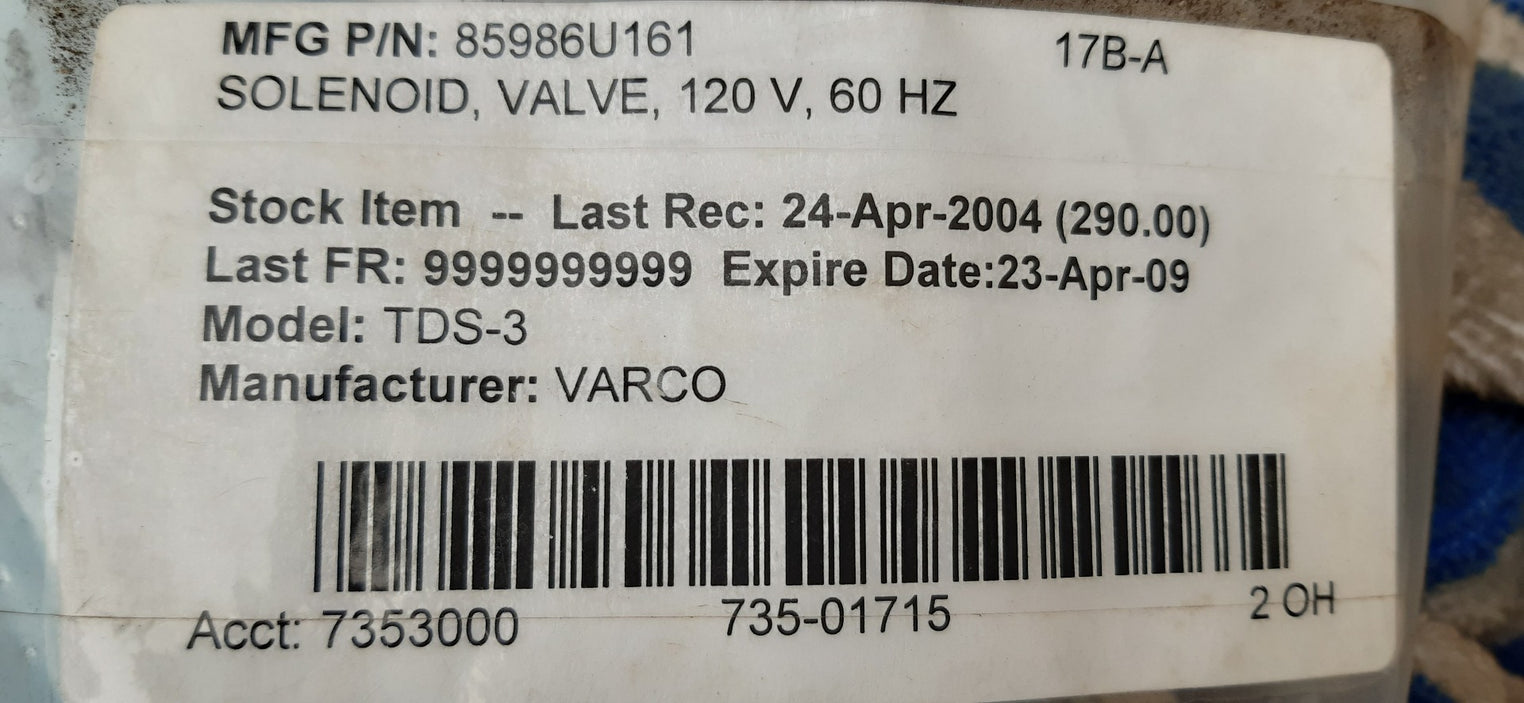 MFG P/N: 85986U161 17B-A
SOLENOID, VALVE, 120 V, 60 HZ
Stock Item -- Last Rec: 24-Apr-2004 (290.00)
Last FR: 9999999999 Expire Date:23-Apr-09
Model: TDS-3
Manufacturer: VARCO
Acct: 7353000 735-01715 2 OH